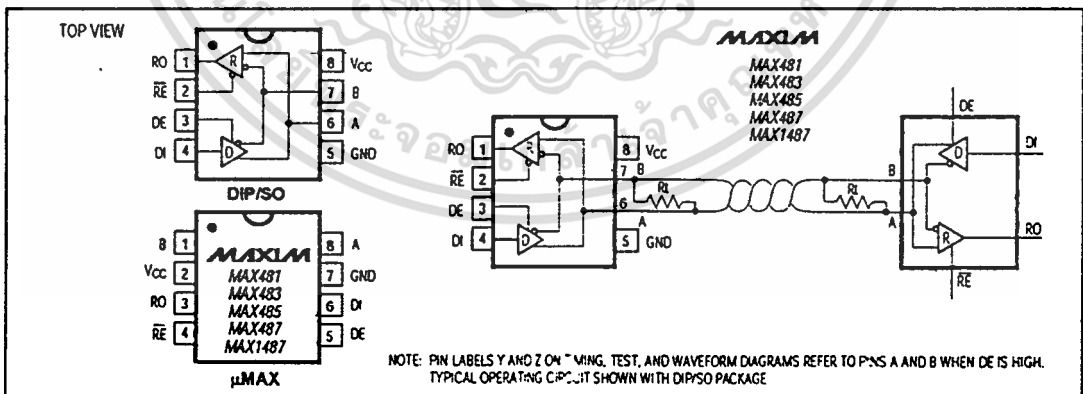 TOP VIEW
RO 1
RE 2
DE 3
DI 4
8 VCC
7 B
6 A
5 GND
R
D
DIP/SO
MAXIM
MAX481
MAX483
MAX485
MAX487
MAX1487
B 1
VCC 2
RO 3
RE 4
8 A
7 GND
6 DI
5 DE
MAXIM
MAX481
MAX483
MAX485
MAX487
MAX1487
µMAX
RO 1
RE 2
DE 3
DI 4
R
D
8 VCC
7 B
6 A
5 GND
Rt
Rt
B
A
DE
D
DI
R
RO
RE
NOTE: PIN LABELS Y AND Z ON TIMING, TEST, AND WAVEFORM DIAGRAMS REFER TO PINS A AND B WHEN DE IS HIGH.
TYPICAL OPERATING CIRCUIT SHOWN WITH DIP/SO PACKAGE